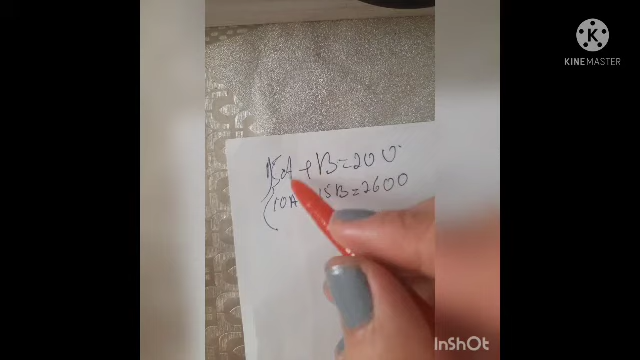 K
KINEMASTER
A + B = 200
10A 15B = 2600
InShOt